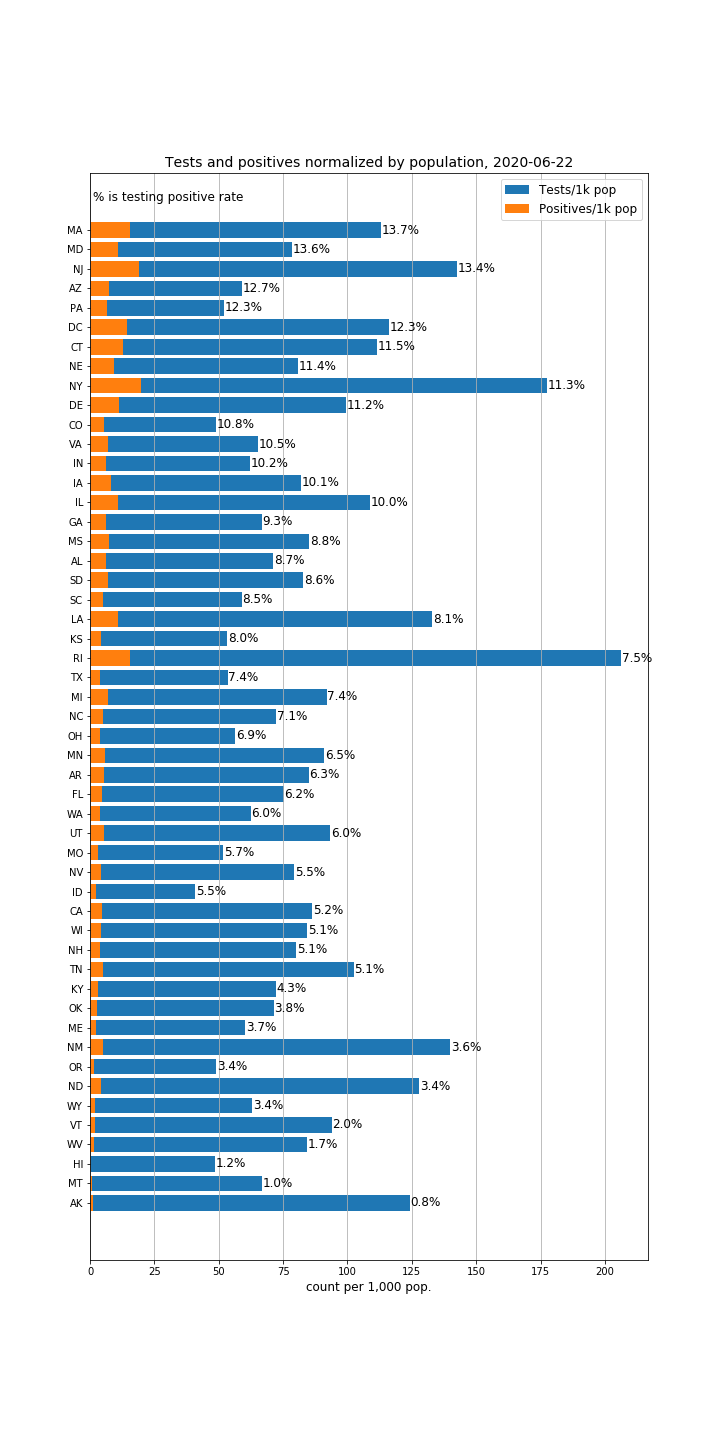 Tests and positives normalized by population, 2020-06-22
% is testing positive rate
Tests/1k pop
Positives/1k pop
MA 13.7%
MD 13.6%
NJ 13.4%
AZ 12.7%
PA 12.3%
DC 12.3%
CT 11.5%
NE 11.4%
NY 11.3%
DE 11.2%
CO 10.8%
VA 10.5%
IN 10.2%
IA 10.1%
IL 10.0%
GA 9.3%
MS 8.8%
AL 8.7%
SD 8.6%
SC 8.5%
LA 8.1%
KS 8.0%
RI 7.5%
TX 7.4%
MI 7.4%
NC 7.1%
OH 6.9%
MN 6.5%
AR 6.3%
FL 6.2%
WA 6.0%
UT 6.0%
MO 5.7%
NV 5.5%
ID 5.5%
CA 5.2%
WI 5.1%
NH 5.1%
TN 5.1%
KY 4.3%
OK 3.8%
ME 3.7%
NM 3.6%
OR 3.4%
ND 3.4%
WY 3.4%
VT 2.0%
WV 1.7%
HI 1.2%
MT 1.0%
AK 0.8%
0 25 50 75 100 125 150 175 200
count per 1,000 pop.